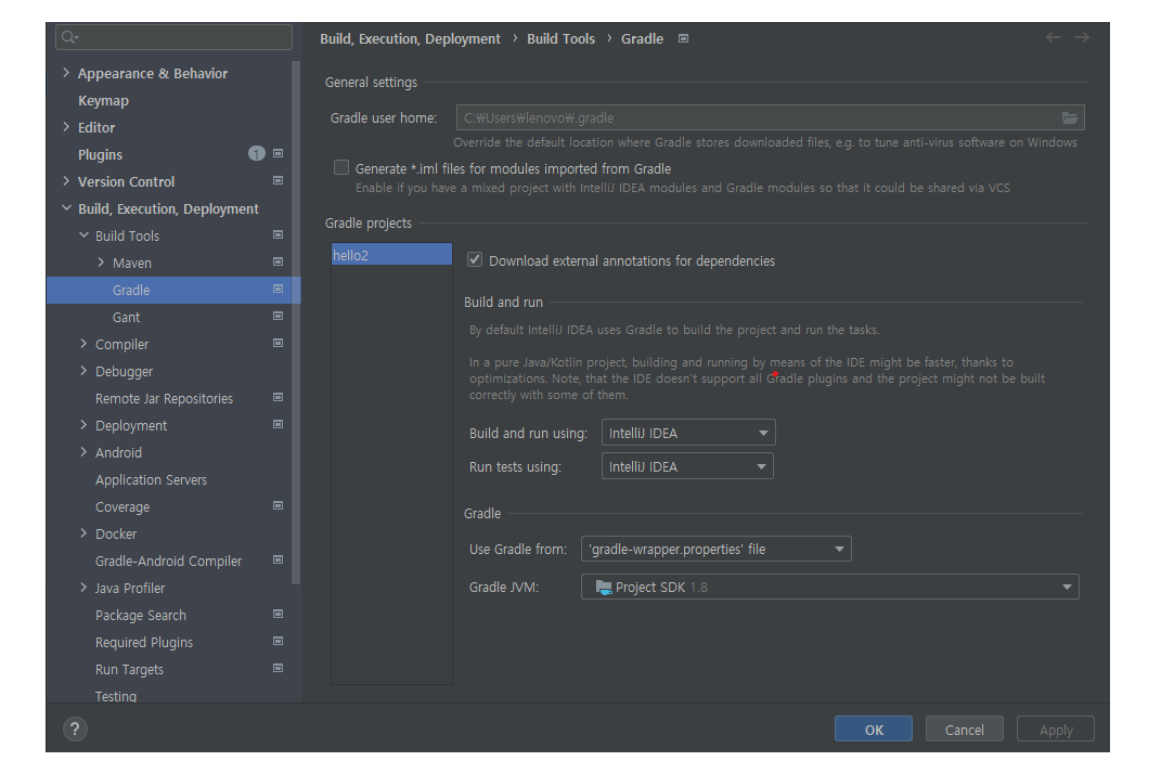 Appearance & Behavior
Keymap
Editor
Plugins 1
Version Control
Build, Execution, Deployment
Build Tools
Maven
Gradle
Gant
Compiler
Debugger
Remote Jar Repositories
Deployment
Android
Application Servers
Coverage
Docker
Gradle-Android Compiler
Java Profiler
Package Search
Required Plugins
Run Targets
Testing
Build, Execution, Deployment > Build Tools > Gradle
General settings
Gradle user home: C:₩Users₩lenovo₩.gradle
Override the default location where Gradle stores downloaded files, e.g. to tune anti-virus software on Windows
Generate *.iml files for modules imported from Gradle
Enable if you have a mixed project with IntelliJ IDEA modules and Gradle modules so that it could be shared via VCS
Gradle projects
hello2
Download external annotations for dependencies
Build and run
By default IntelliJ IDEA uses Gradle to build the project and run the tasks.
In a pure Java/Kotlin project, building and running by means of the IDE might be faster, thanks to
optimizations. Note, that the IDE doesn't support all Gradle plugins and the project might not be built
correctly with some of them.
Build and run using: IntelliJ IDEA
Run tests using: IntelliJ IDEA
Gradle
Use Gradle from: 'gradle-wrapper.properties' file
Gradle JVM: Project SDK 1.8
?
OK
Cancel
Apply